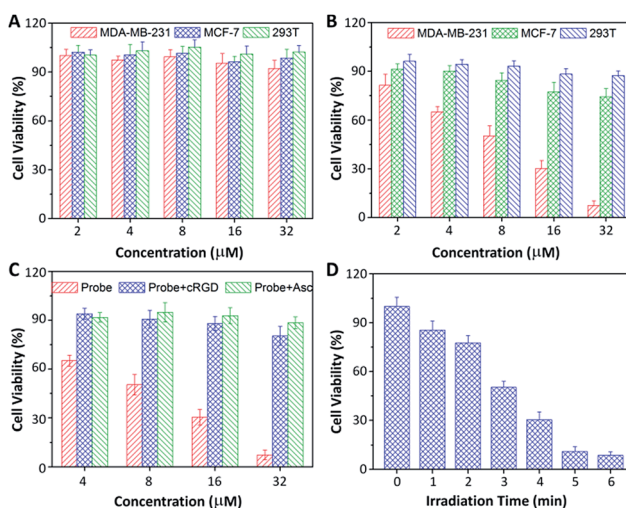 A
MDA-MB-231 MCF-7 293T
Cell Viability (%)
120
90
60
30
0
2 4 8 16 32
Concentration (μM)
B
MDA-MB-231 MCF-7 293T
Cell Viability (%)
120
90
60
30
0
2 4 8 16 32
Concentration (μM)
C
Probe Probe+cRGD Probe+Asc
Cell Viability (%)
120
90
60
30
0
4 8 16 32
Concentration (μM)
D
Cell Viability (%)
120
90
60
30
0
0 1 2 3 4 5 6
Irradiation Time (min)